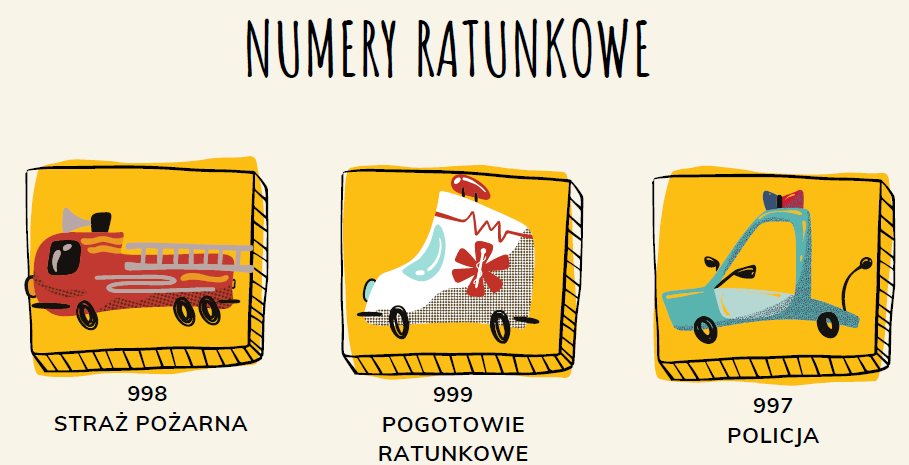 NUMERY RATUNKOWE
998
STRAŻ POŻARNA
999
POGOTOWIE
RATUNKOWE
997
POLICJA